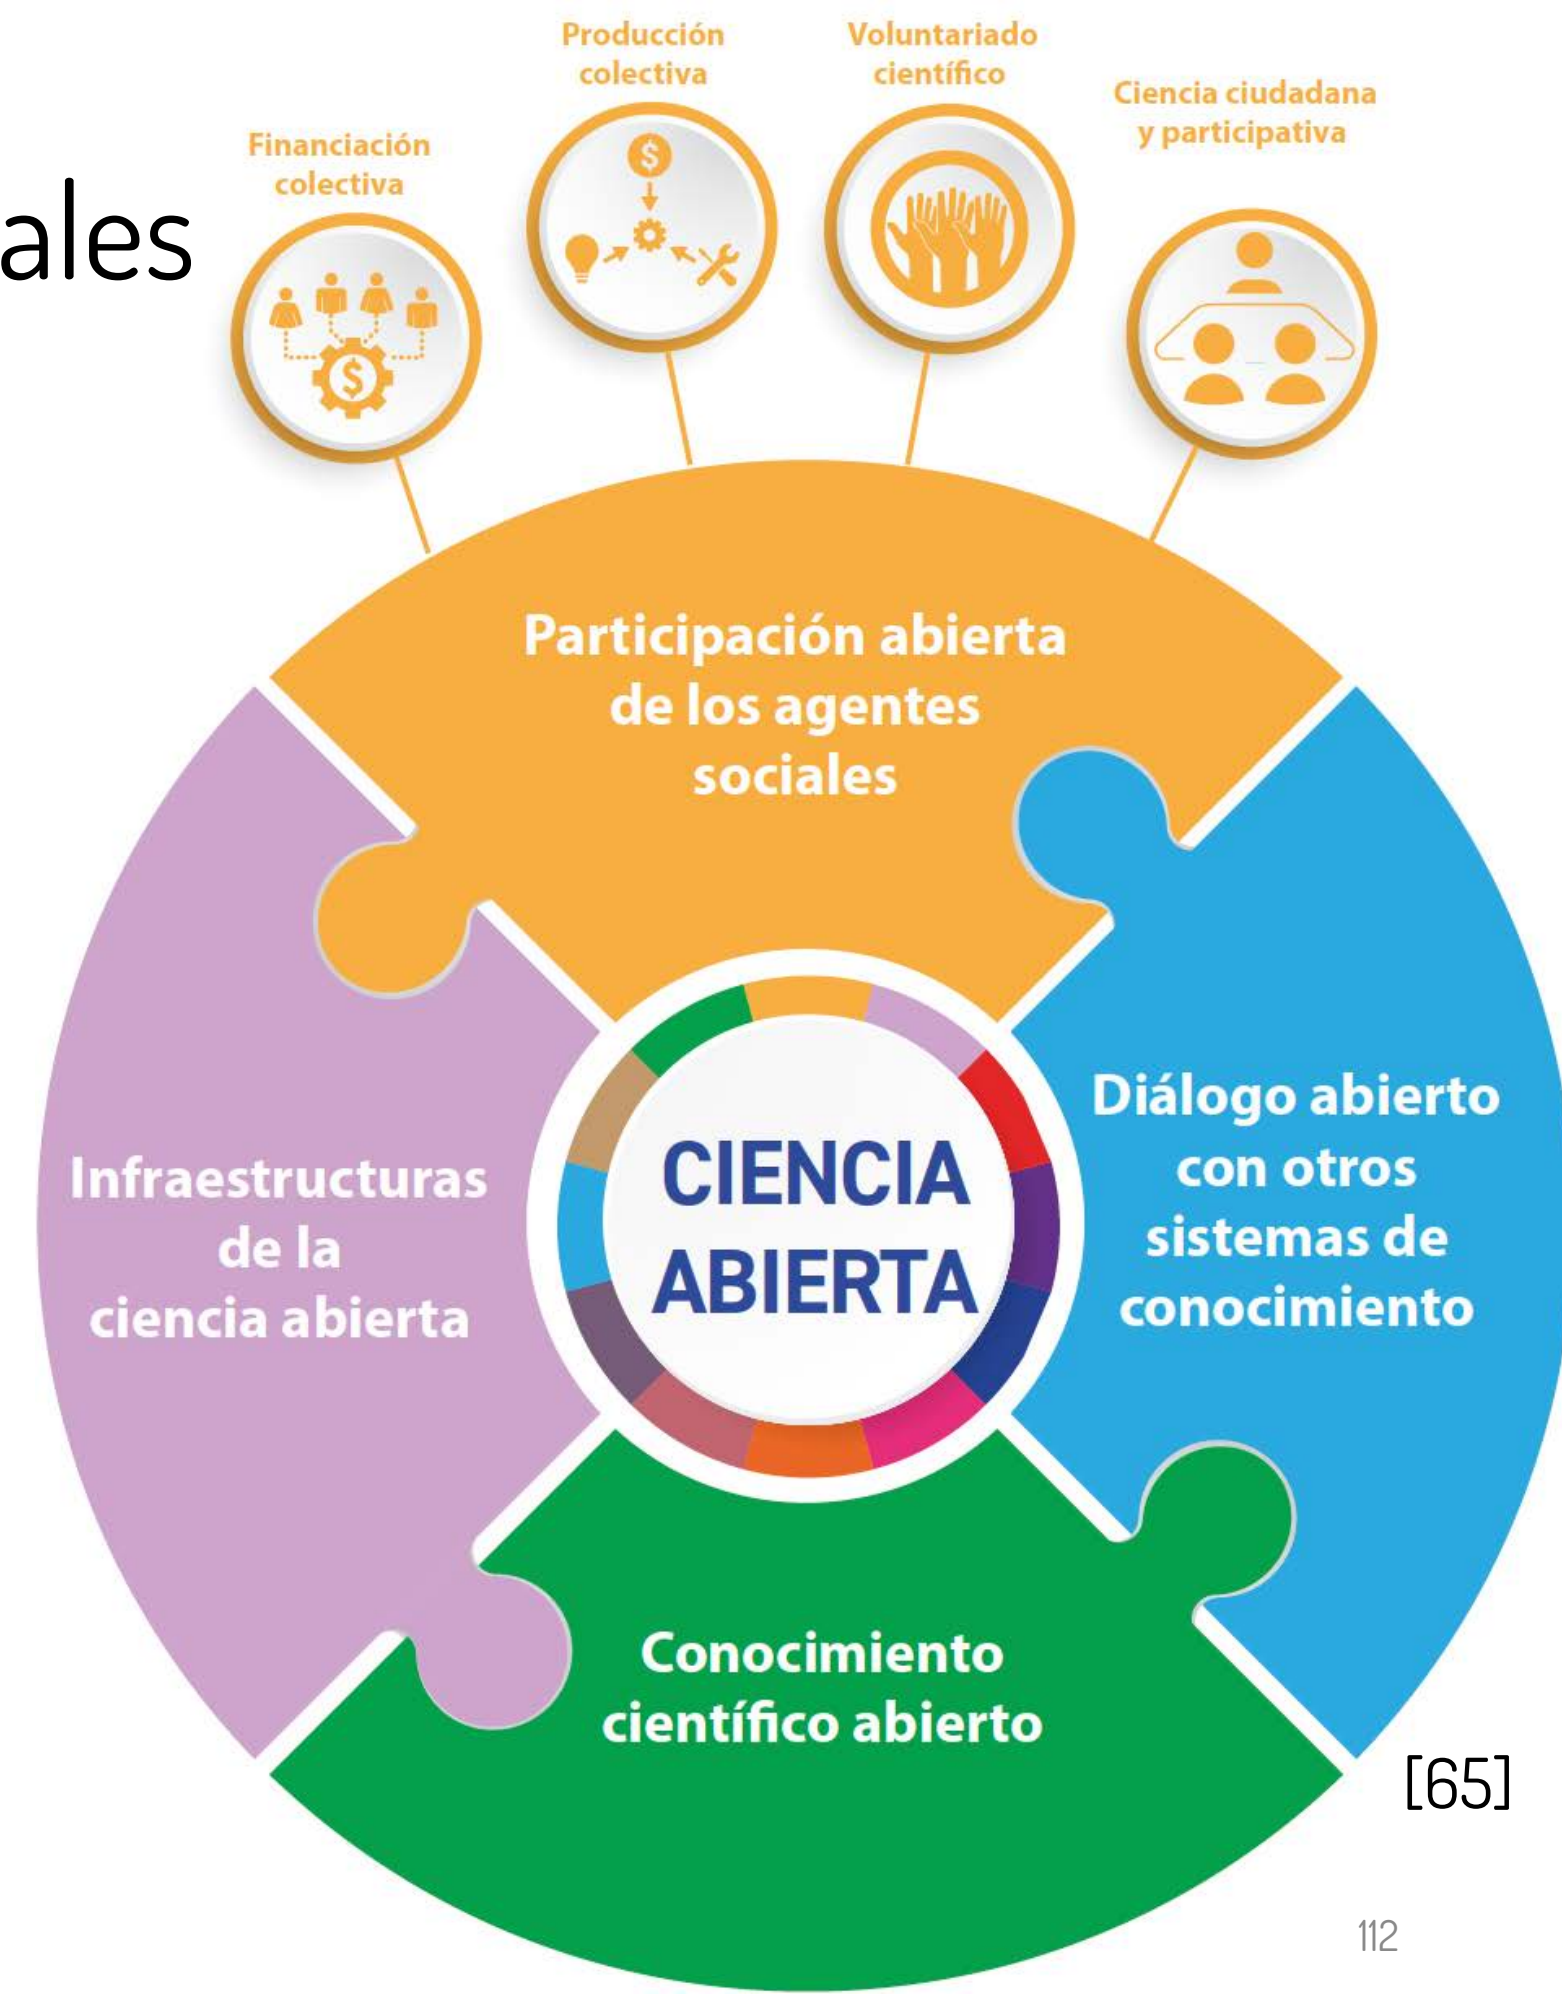 Producción
colectiva
Voluntariado
científico
Ciencia ciudadana
y participativa
Financiación
colectiva
ales
$
$
Participación abierta
de los agentes
sociales
Diálogo abierto
con otros
sistemas de
conocimiento
Infraestructuras
de la
ciencia abierta
CIENCIA
ABIERTA
Conocimiento
científico abierto
[65]
112